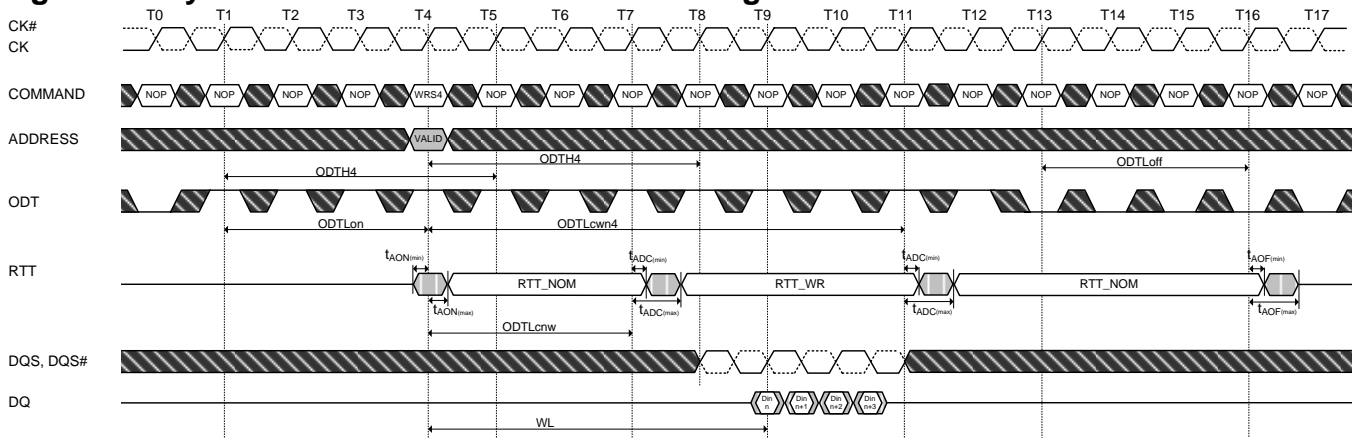 T0 T1 T2 T3 T4 T5 T6 T7 T8 T9 T10 T11 T12 T13 T14 T15 T16 T17
CK#
CK
COMMAND NOP NOP NOP NOP WRS4 NOP NOP NOP NOP NOP NOP NOP NOP NOP NOP NOP NOP NOP
ADDRESS VALID
ODTH4 ODTLoff
ODTH4
ODT
ODTLon ODTLcwn4
tAON(min) tADC(min) tADC(min) tAOF(min)
RTT RTT_NOM RTT_WR RTT_NOM
tAON(max) tADC(max) tADC(max) tAOF(max)
ODTLcnw
DQS, DQS#
DQ Din n Din n+1 Din n+2 Din n+3
WL